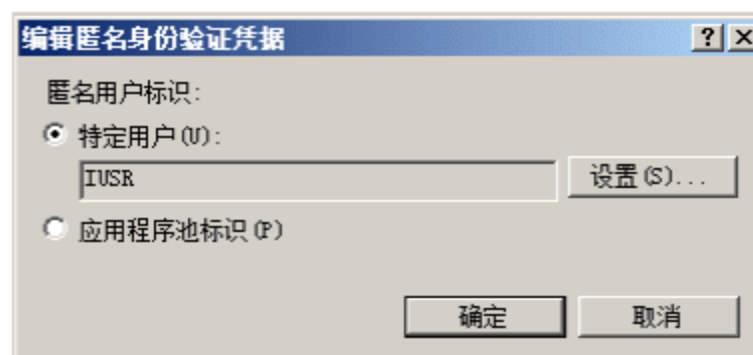 编辑匿名身份验证凭据
匿名用户标识:
特定用户(U):
IUSR
设置(S)...
应用程序池标识(P)
确定
取消